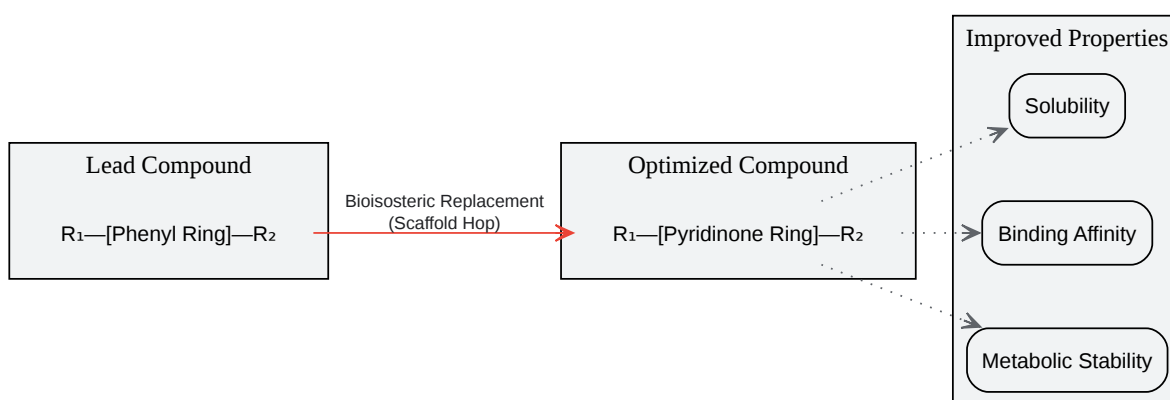 Lead Compound
R₁—[Phenyl Ring]—R₂
Bioisosteric Replacement
(Scaffold Hop)
Optimized Compound
R₁—[Pyridinone Ring]—R₂
Improved Properties
Solubility
Binding Affinity
Metabolic Stability